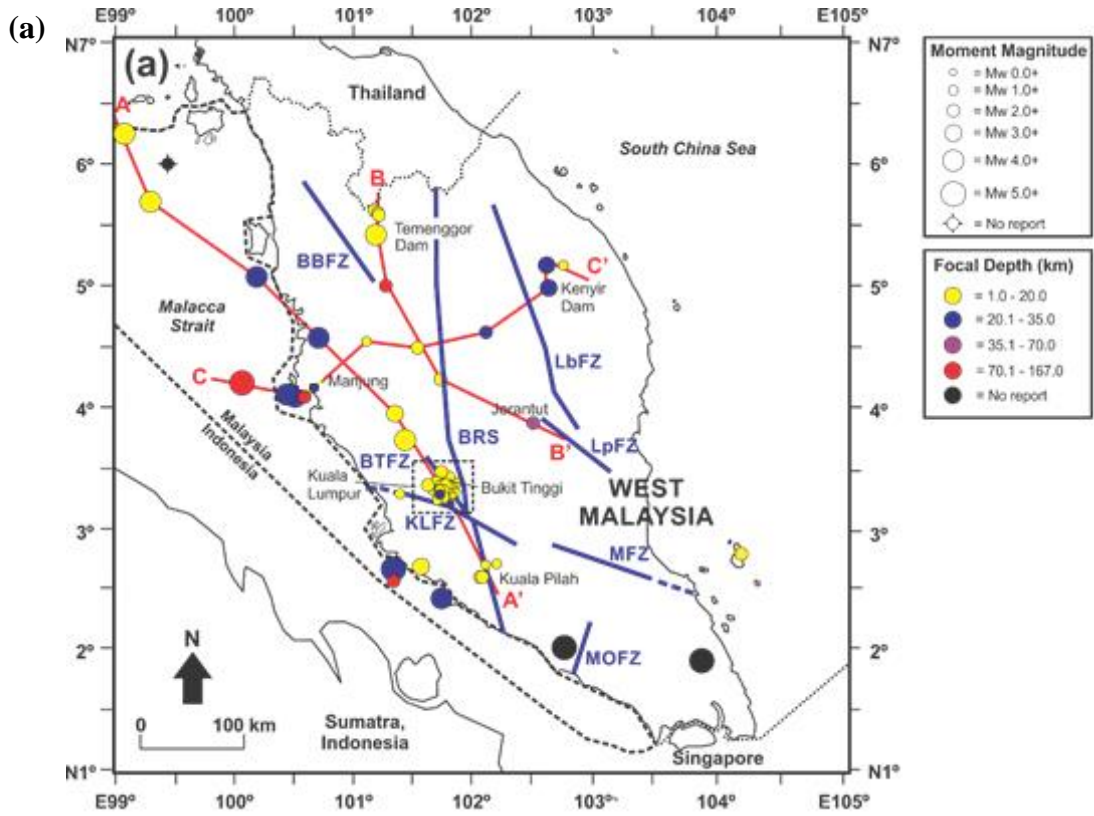 (a)
E99° 100° 101° 102° 103° 104° E105°
N7°
6°
5°
4°
3°
2°
N1°
(a)
Thailand
South China Sea
A
B
Temenggor
Dam
BBFZ
C'
Kenyir
Dam
Malacca
Strait
LbFZ
C
Manjung
Jerantut
B'
Malaysia
Indonesia
BRS
LpFZ
BTFZ
Kuala
Lumpur
Bukit Tinggi
WEST
MALAYSIA
KLFZ
MFZ
Kuala Pilah
A'
N
MOFZ
0 100 km
Sumatra,
Indonesia
Singapore
7°
6°
5°
4°
3°
2°
1°
E99° 100° 101° 102° 103° 104° E105°
Moment Magnitude
= Mw 0.0+
= Mw 1.0+
= Mw 2.0+
= Mw 3.0+
= Mw 4.0+
= Mw 5.0+
= No report
Focal Depth (km)
= 1.0 - 20.0
= 20.1 - 35.0
= 35.1 - 70.0
= 70.1 - 167.0
= No report